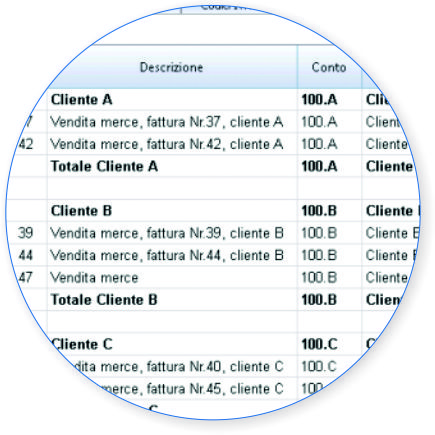 Descrizione Conto
Cliente A 100.A
7 Vendita merce, fattura Nr.37, cliente A 100.A Client
42 Vendita merce, fattura Nr.42, cliente A 100.A Cliente
Totale Cliente A 100.A Cliente
Cliente B 100.B Cliente
39 Vendita merce, fattura Nr.39, cliente B 100.B Cliente B
44 Vendita merce, fattura Nr.44, cliente B 100.B Cliente
47 Vendita merce 100.B Cliente
Totale Cliente B 100.B Clien
Cliente C 100.C
dita merce, fattura Nr.40, cliente C 100.C
merce, fattura Nr.45, cliente C 100